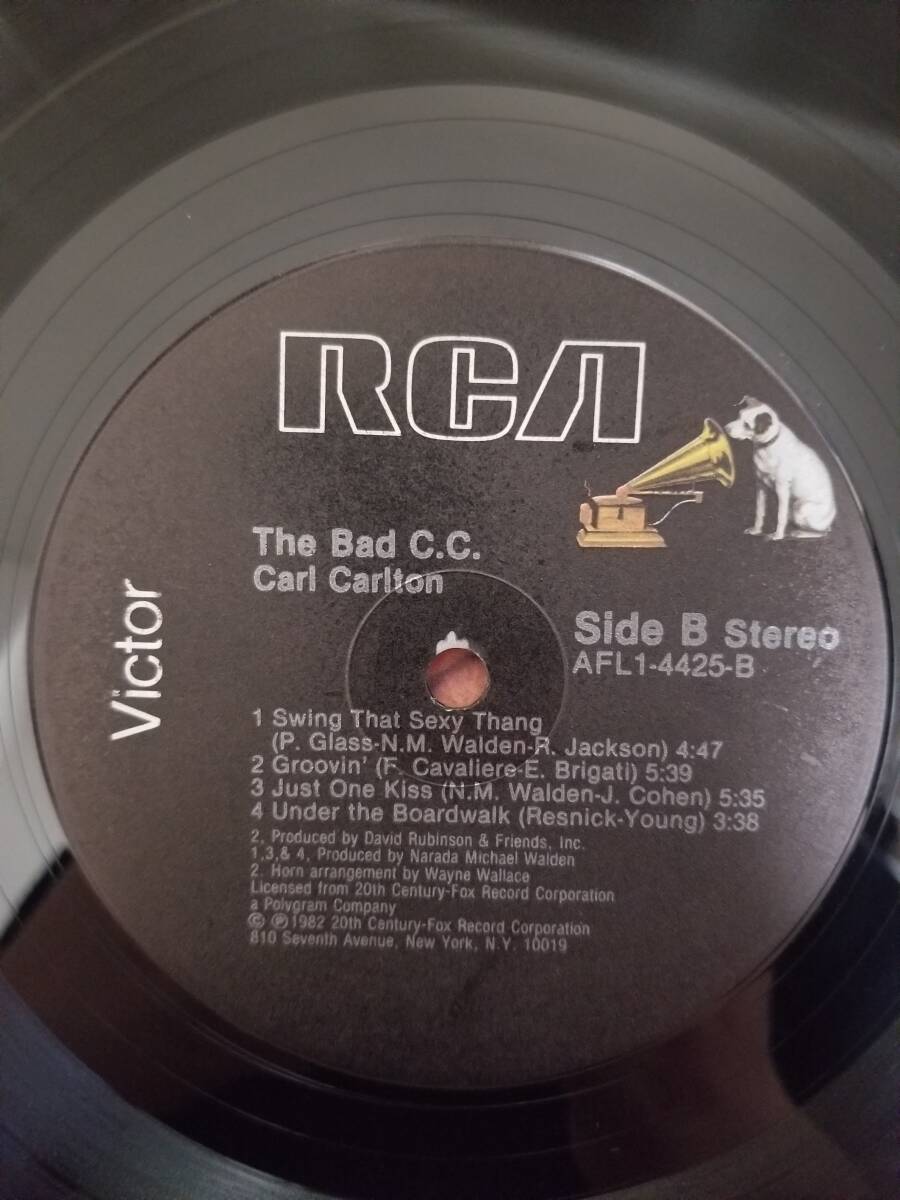 RCA
The Bad C.C.
Carl Carlton
Victor
Side B Stereo
AFL1-4425-B
1 Swing That Sexy Thang
(P. Glass-N.M. Walden-R. Jackson) 4:47
2 Groovin' (F. Cavaliere-E. Brigati) 5:39
3 Just One Kiss (N.M. Walden-J. Cohen) 5:35
4 Under the Boardwalk (Resnick-Young) 3:38
2, Produced by David Rubinson & Friends, Inc.
1,3,& 4, Produced by Narada Michael Walden
2. Horn arrangement by Wayne Wallace
Licensed from 20th Century-Fox Record Corporation
a Polygram Company
© ℗1982 20th Century-Fox Record Corporation
810 Seventh Avenue, New York, N.Y. 10019